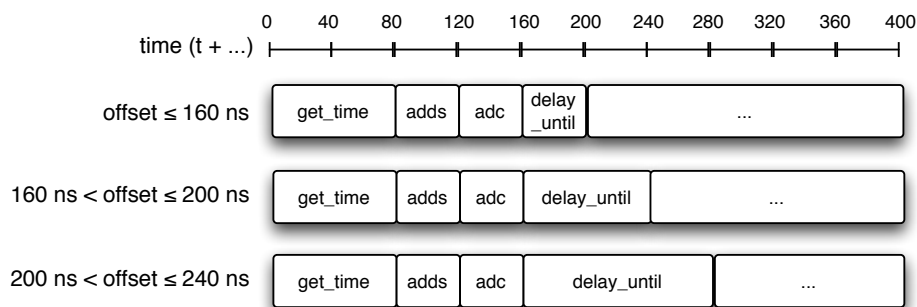 0 40 80 120 160 200 240 280 320 360 400
time (t + ...)
offset ≤ 160 ns
get_time adds adc delay
_until ...
160 ns < offset ≤ 200 ns get_time adds adc delay_until ...
200 ns < offset ≤ 240 ns get_time adds adc delay_until ...